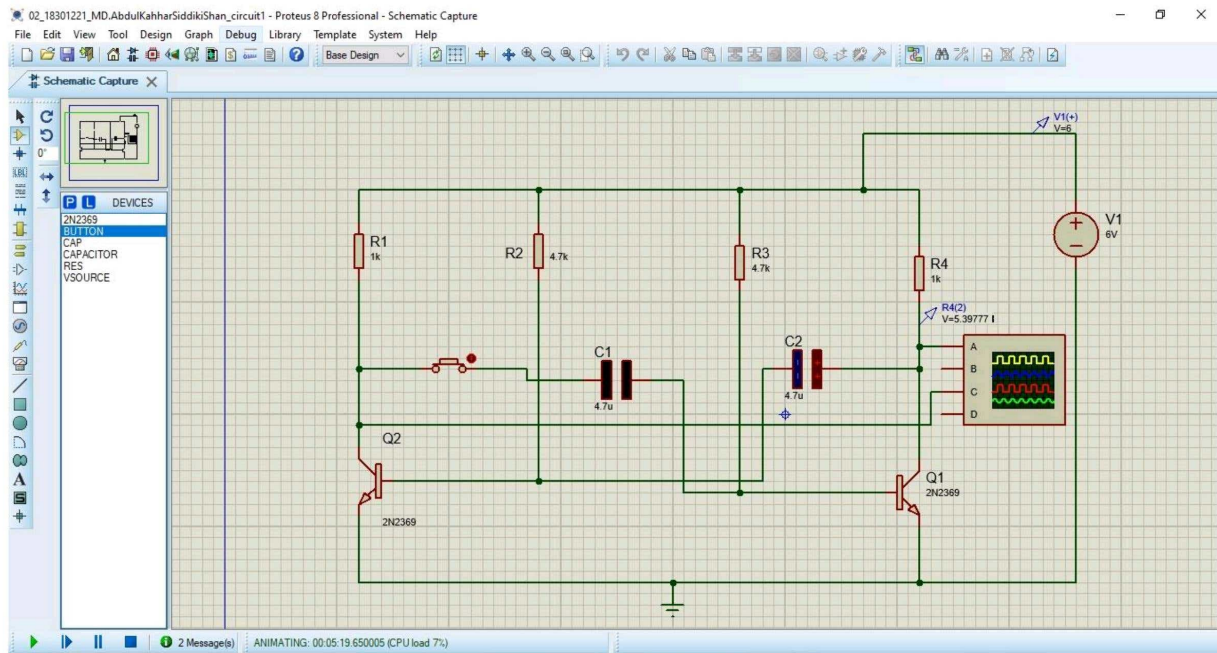 02_18301221_MD.AbdulKahharSiddikiShan_circuit1 - Proteus 8 Professional - Schematic Capture
File Edit View Tool Design Graph Debug Library Template System Help
Base Design
Schematic Capture
0°
LBL
P L DEVICES
2N2369
BUTTON
CAP
CAPACITOR
RES
VSOURCE
A
S
V1(+)
V=6
V1
6V
R1
1k
R2
4.7k
R3
4.7k
R4
1k
R4(2)
V=5.39777
C1
4.7u
C2
4.7u
A
B
C
D
Q2
2N2369
Q1
2N2369
2 Message(s) ANIMATING: 00:05:19.650005 (CPU load 7%)